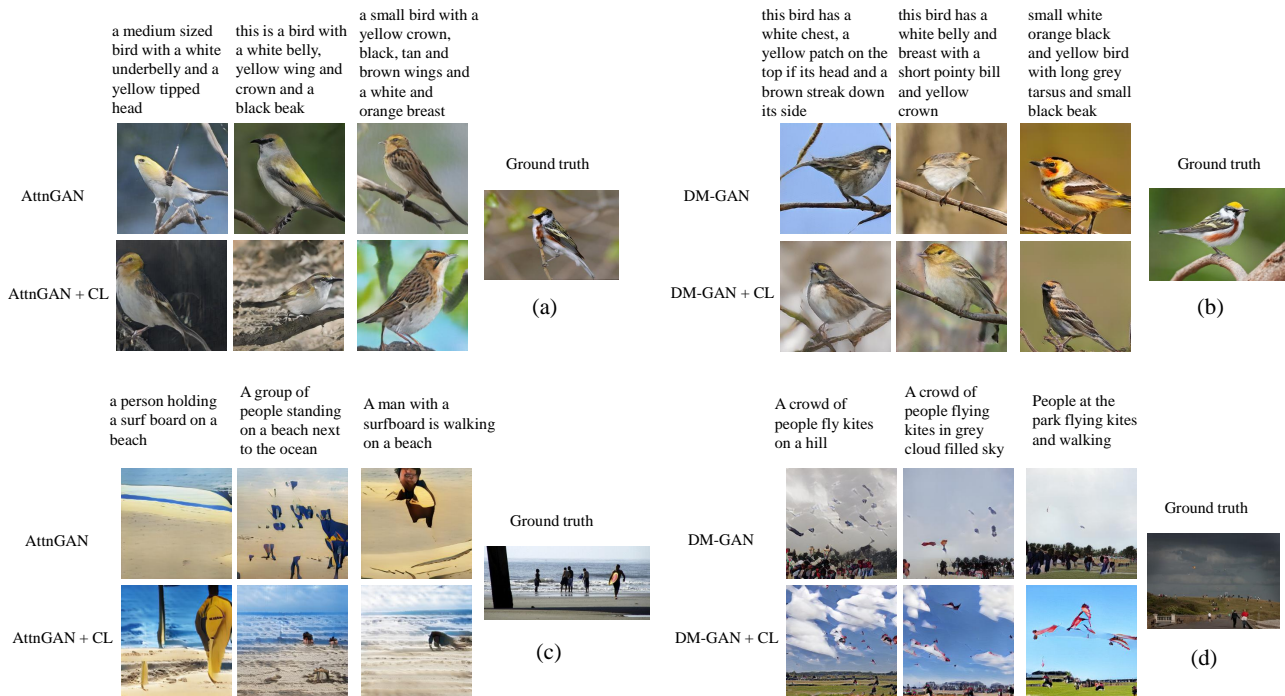 a medium sized
bird with a white
underbelly and a
yellow tipped
head
this is a bird with
a white belly,
yellow wing and
crown and a
black beak
a small bird with a
yellow crown,
black, tan and
brown wings and
a white and
orange breast
AttnGAN
Ground truth
AttnGAN + CL
(a)
this bird has a
white chest, a
yellow patch on the
top if its head and a
brown streak down
its side
this bird has a
white belly and
breast with a
short pointy bill
and yellow
crown
small white
orange black
and yellow bird
with long grey
tarsus and small
black beak
DM-GAN
Ground truth
DM-GAN + CL
(b)
a person holding
a surf board on a
beach
A group of
people standing
on a beach next
to the ocean
A man with a
surfboard is walking
on a beach
AttnGAN
Ground truth
AttnGAN + CL
(c)
A crowd of
people fly kites
on a hill
A crowd of
people flying
kites in grey
cloud filled sky
People at the
park flying kites
and walking
DM-GAN
Ground truth
DM-GAN + CL
(d)